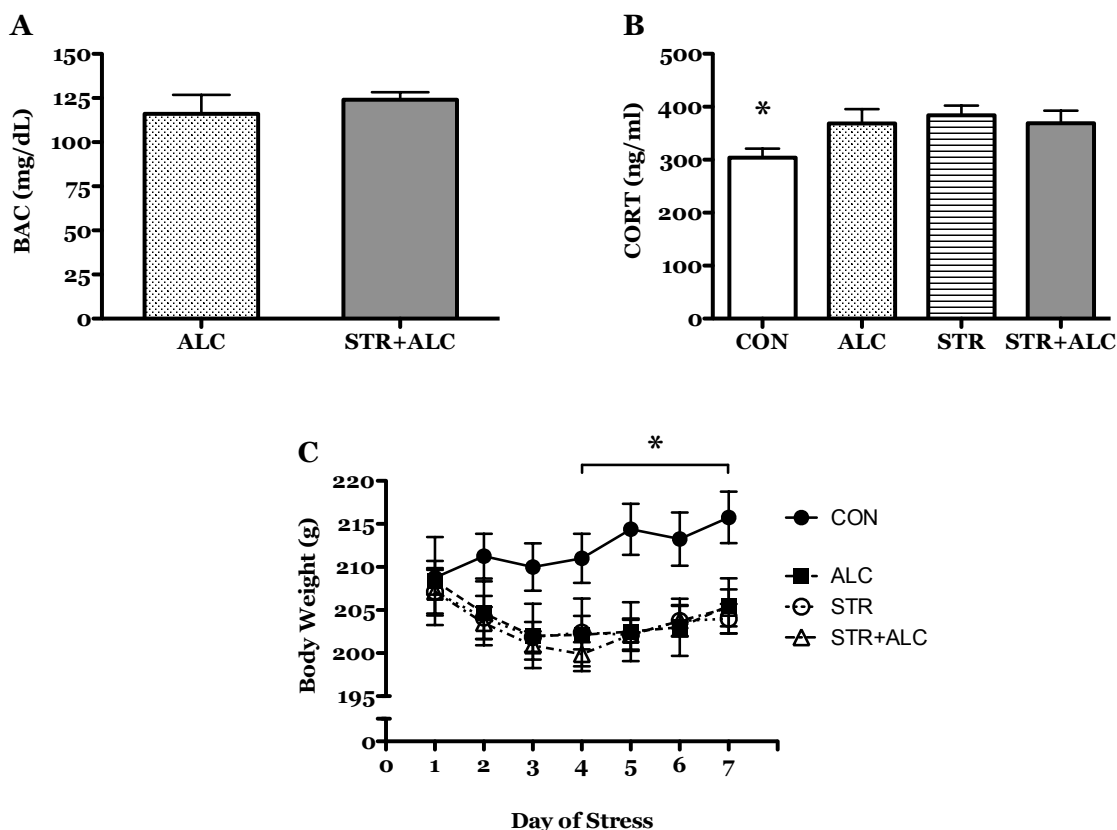 A
BAC (mg/dL)
150
125
100
75
50
25
0
ALC
STR+ALC
B
CORT (ng/ml)
500
400
300
200
100
0
*
CON
ALC
STR
STR+ALC
C
Body Weight (g)
220
215
210
205
200
195
0
*
0 1 2 3 4 5 6 7
Day of Stress
CON
ALC
STR
STR+ALC